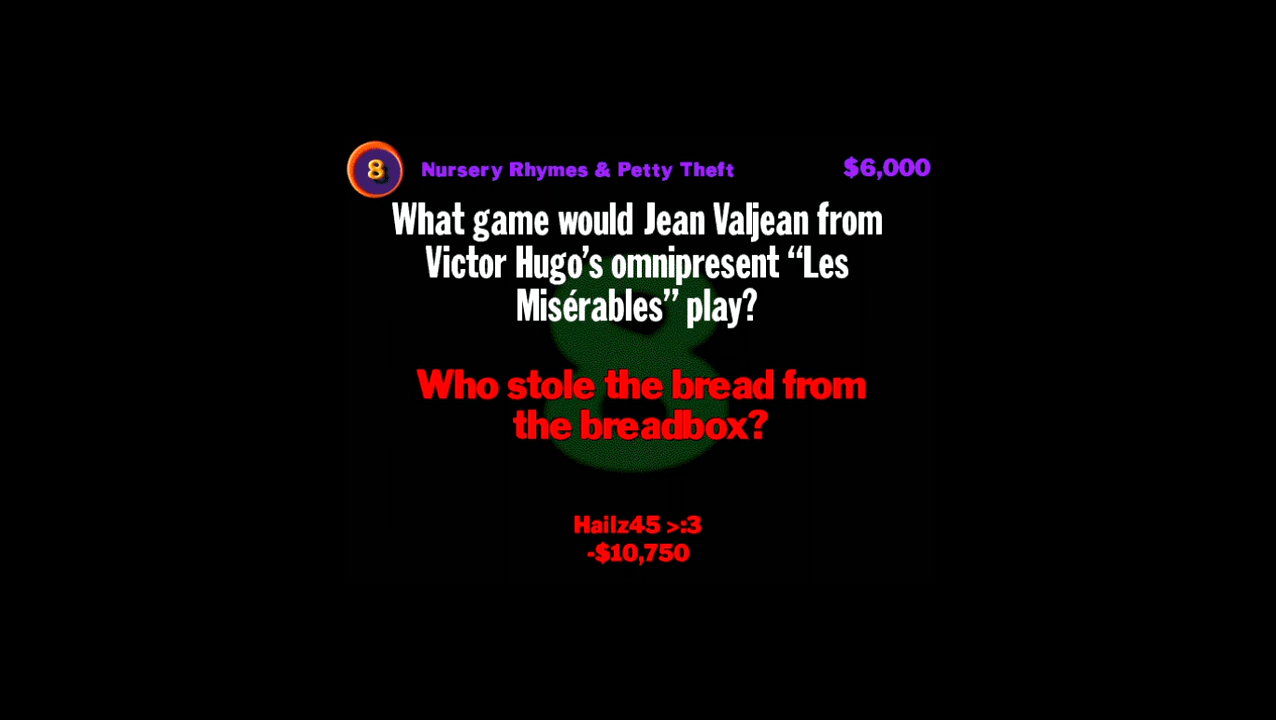 8 Nursery Rhymes & Petty Theft $6,000
What game would Jean Valjean from
Victor Hugo’s omnipresent “Les
Misérables” play?
8
Who stole the bread from
the breadbox?
Hailz45 >:3
-$10,750